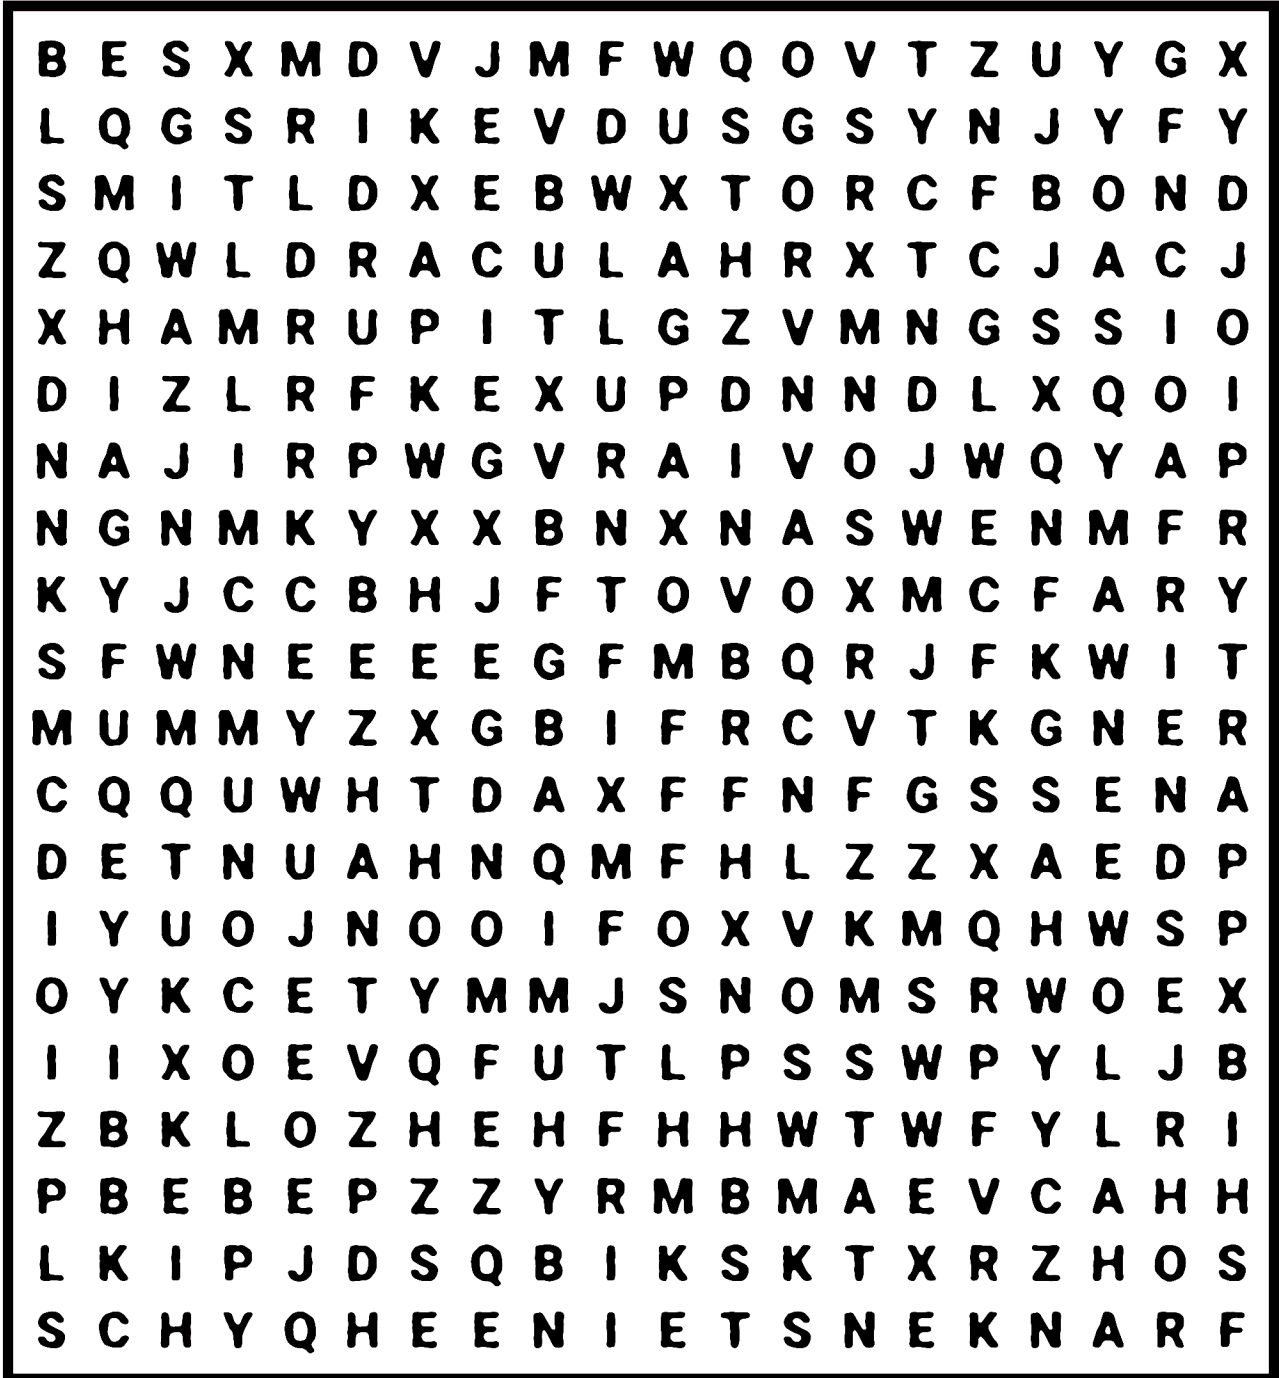 B E S X M D V J M F W Q O V T Z U Y G X
L Q G S R I K E V D U S G S Y N J Y F Y
S M I T L D X E B W X T O R C F B O N D
Z Q W L D R A C U L A H R X T C J A C J
X H A M R U P I T L G Z V M N G S S I O
D I Z L R F K E X U P D N N D L X Q O I
N A J I R P W G V R A I V O J W Q Y A P
N G N M K Y X X B N X N A S W E N M F R
K Y J C C B H J F T O V O X M C F A R Y
S F W N E E E E G F M B Q R J F K W I T
M U M M Y Z X G B I F R C V T K G N E R
C Q Q U W H T D A X F F N F G S S E N A
D E T N U A H N Q M F H L Z Z X A E D P
I Y U O J N O O I F O X V K M Q H W S P
O Y K C E T Y M M J S N O M S R W O E X
I I X O E V Q F U T L P S S W P Y L J B
Z B K L O Z H E H F H H W T W F Y L R I
P B E B E P Z Z Y R M B M A E V C A H H
L K I P J D S Q B I K S K T X R Z H O S
S C H Y Q H E E N I E T S N E K N A R F